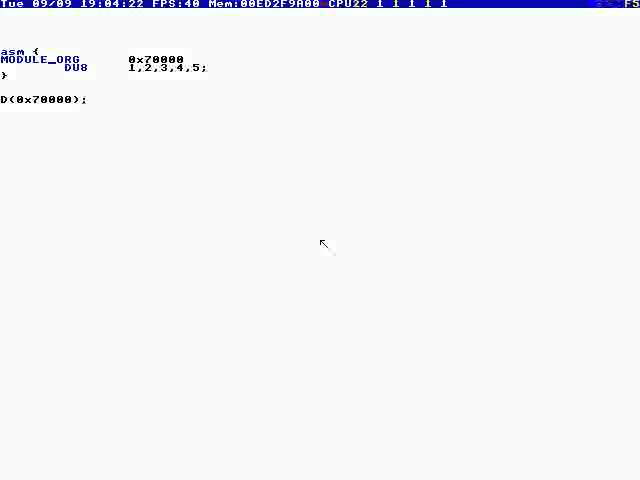 Tue 09/09 19:04:22 FPS:40 Mem:00ED2F9A00 CPU22 1 1 1 1 1 F5
asm {
MODULE_ORG 0x70000
DU8 1,2,3,4,5;
}
D(0x70000);